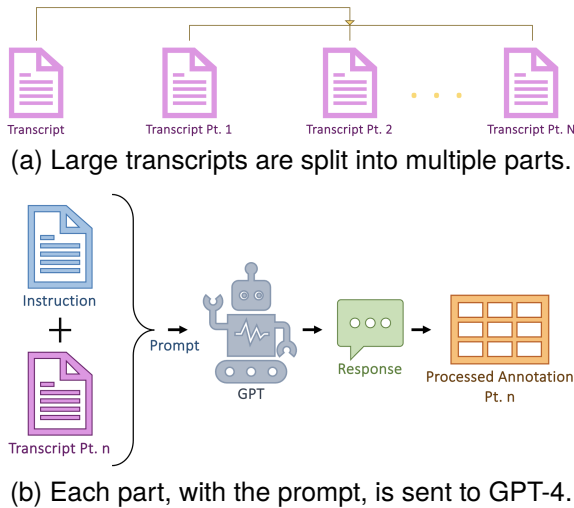 Transcript
Transcript Pt. 1
Transcript Pt. 2
Transcript Pt. N
(a) Large transcripts are split into multiple parts.
Instruction
Transcript Pt. n
Prompt
GPT
Response
Processed Annotation
Pt. n
(b) Each part, with the prompt, is sent to GPT-4.